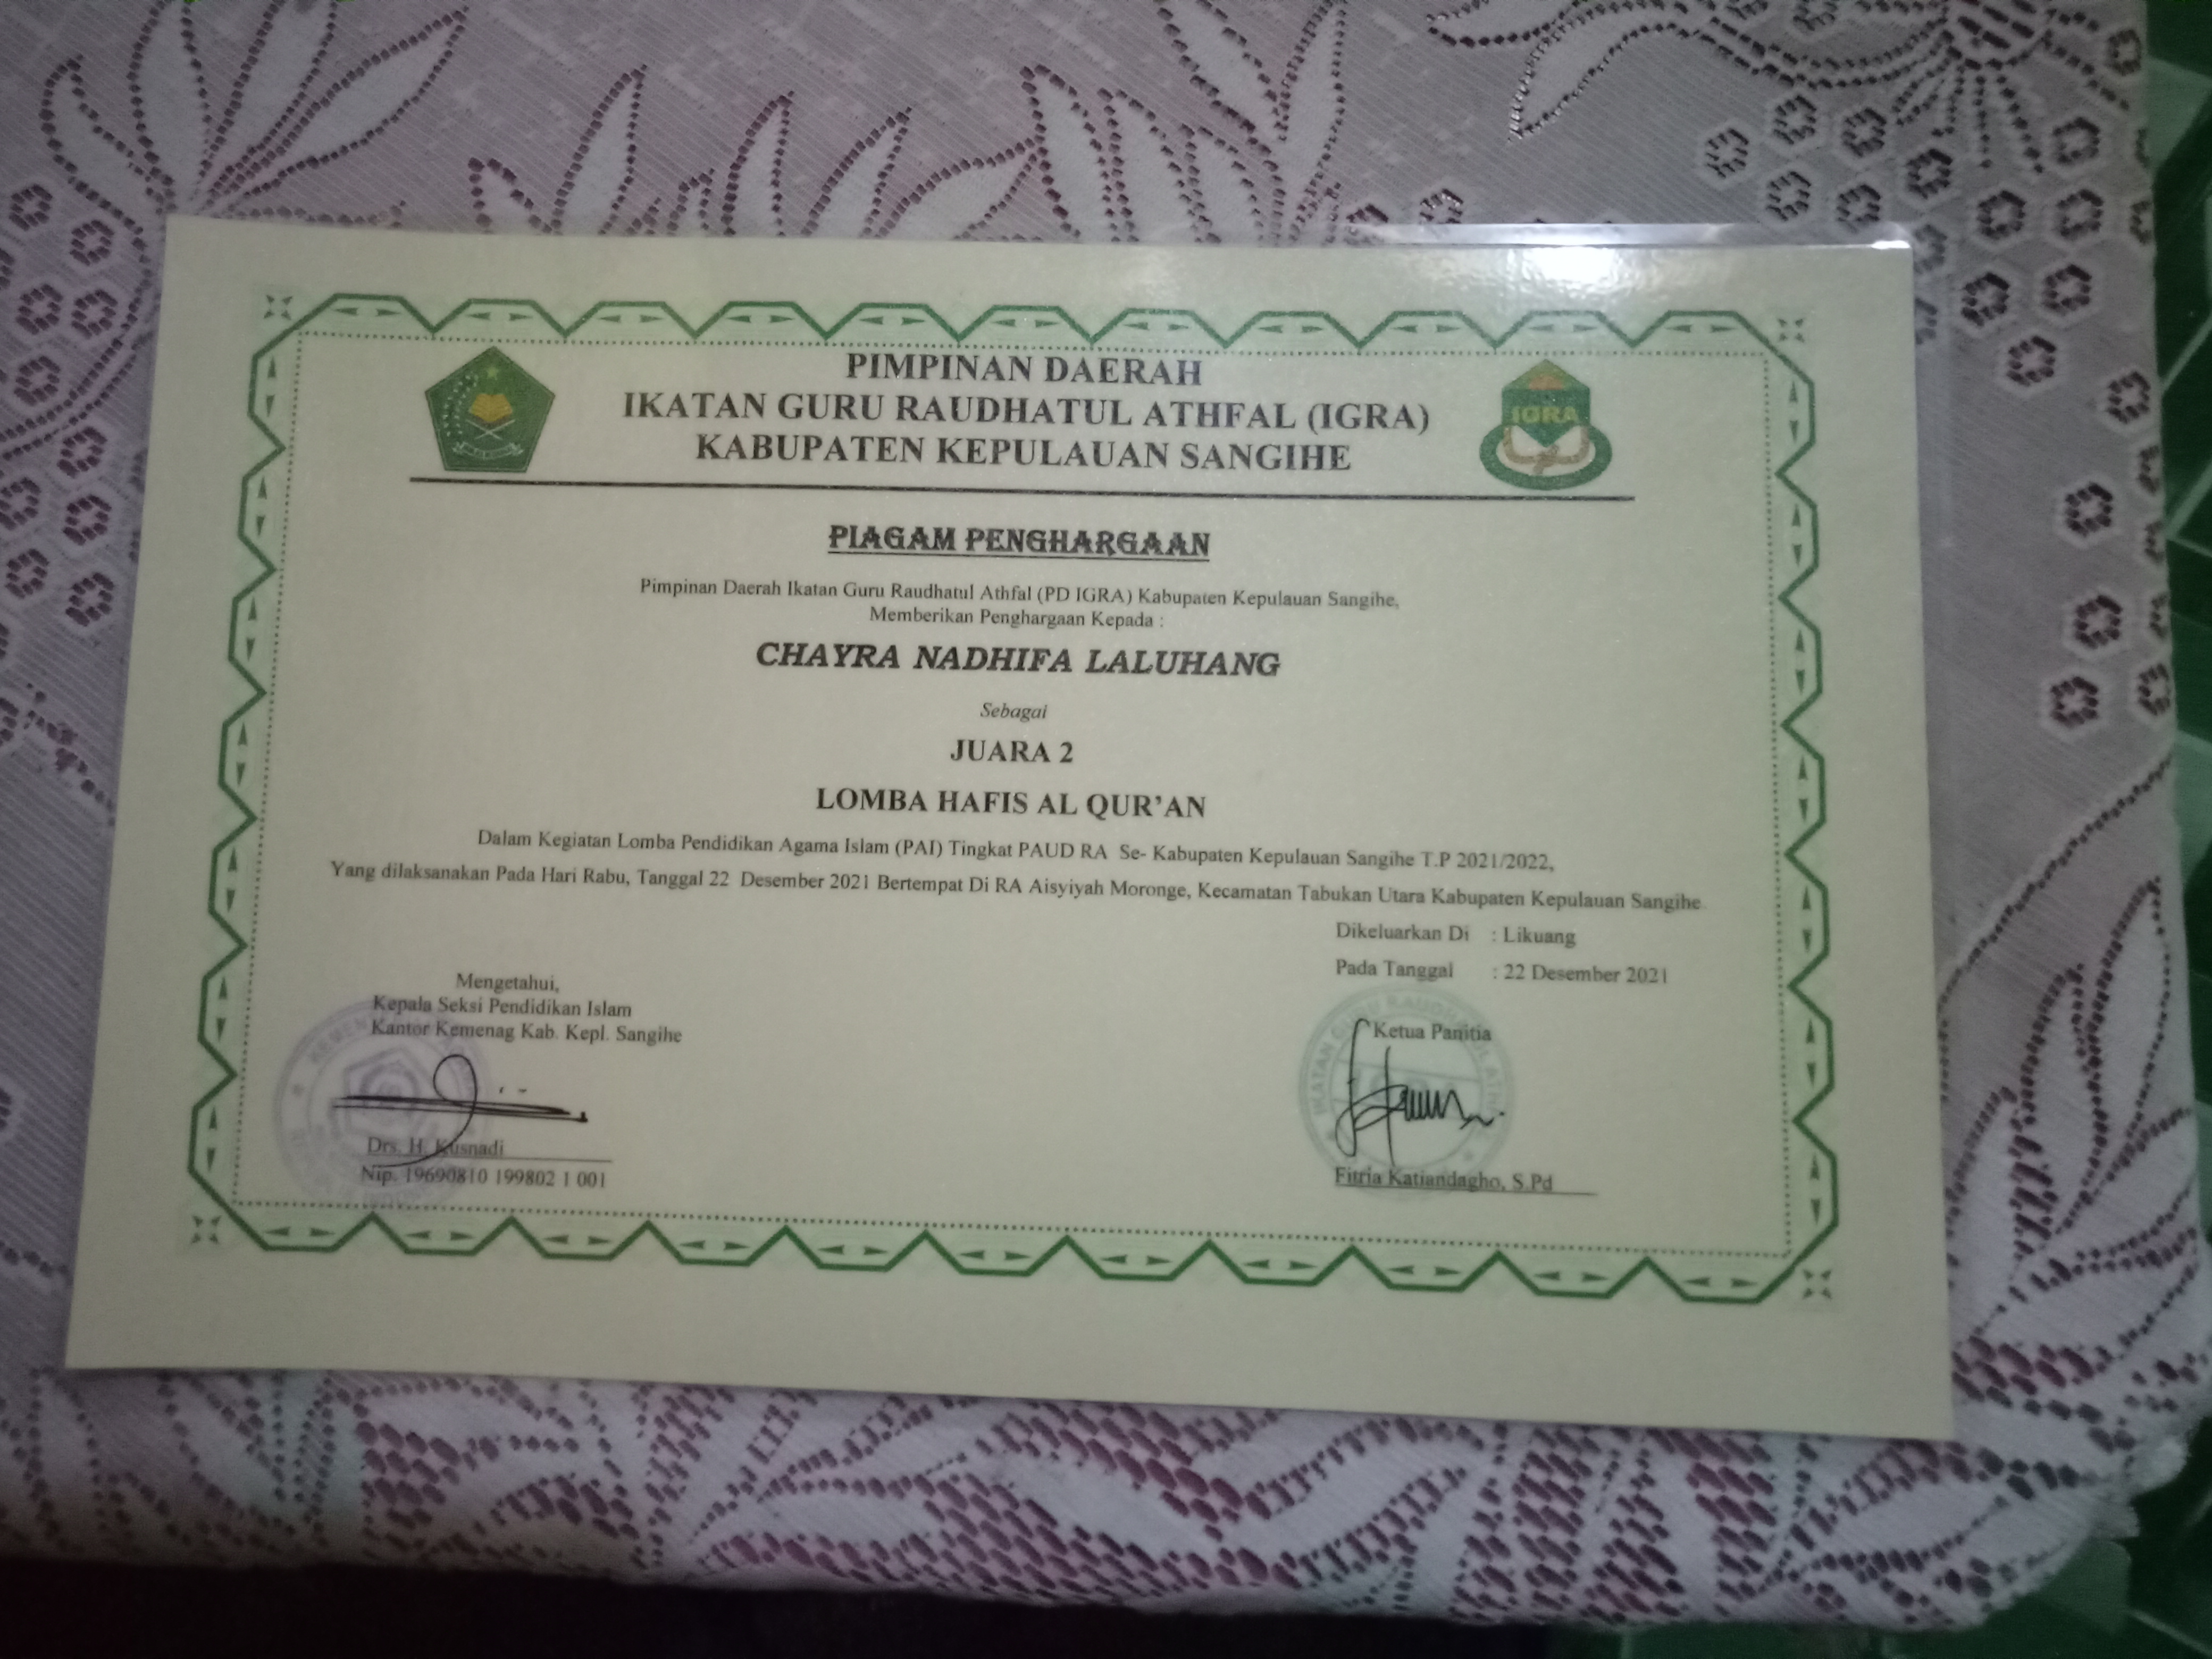 PIMPINAN DAERAH
IKATAN GURU RAUDHATUL ATHFAL (IGRA)
KABUPATEN KEPULAUAN SANGIHE
IGRA
PIAGAM PENGHARGAAN
Pimpinan Daerah Ikatan Guru Raudhatul Athfal (PD IGRA) Kabupaten Kepulauan Sangihe,
Memberikan Penghargaan Kepada :
CHAYRA NADHIFA LALUHANG
Sebagai
JUARA 2
LOMBA HAFIS AL QUR'AN
Dalam Kegiatan Lomba Pendidikan Agama Islam (PAI) Tingkat PAUD RA Se- Kabupaten Kepulauan Sangihe T.P 2021/2022,
Yang dilaksanakan Pada Hari Rabu, Tanggal 22 Desember 2021 Bertempat Di RA Aisyiyah Moronge, Kecamatan Tabukan Utara Kabupaten Kepulauan Sangihe.
Dikeluarkan Di : Likuang
Pada Tanggal : 22 Desember 2021
Mengetahui,
Kepala Seksi Pendidikan Islam
Kantor Kemenag Kab. Kepl. Sangihe
Drs. H. Kusnadi
Nip. 19690810 199802 1 001
Ketua Panitia
Fitria Katiandagho, S.Pd